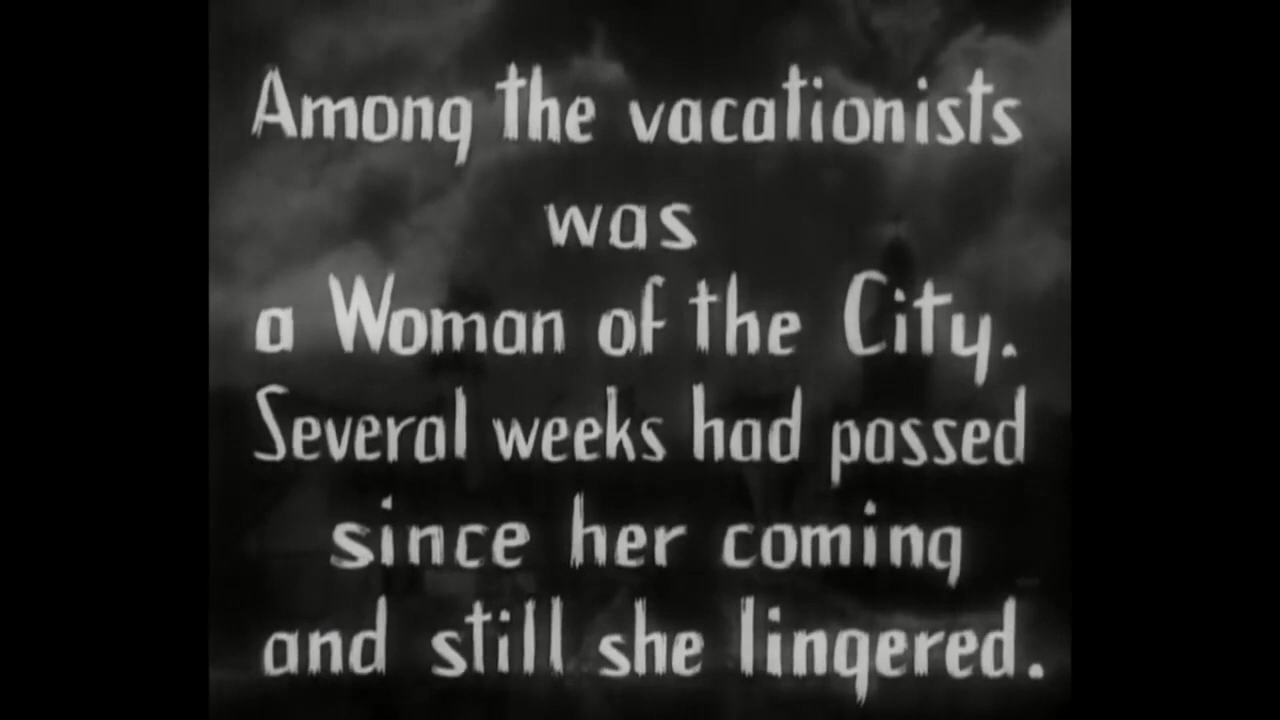 Among the vacationists
was
a Woman of the City.
Several weeks had passed
since her coming
and still she lingered.